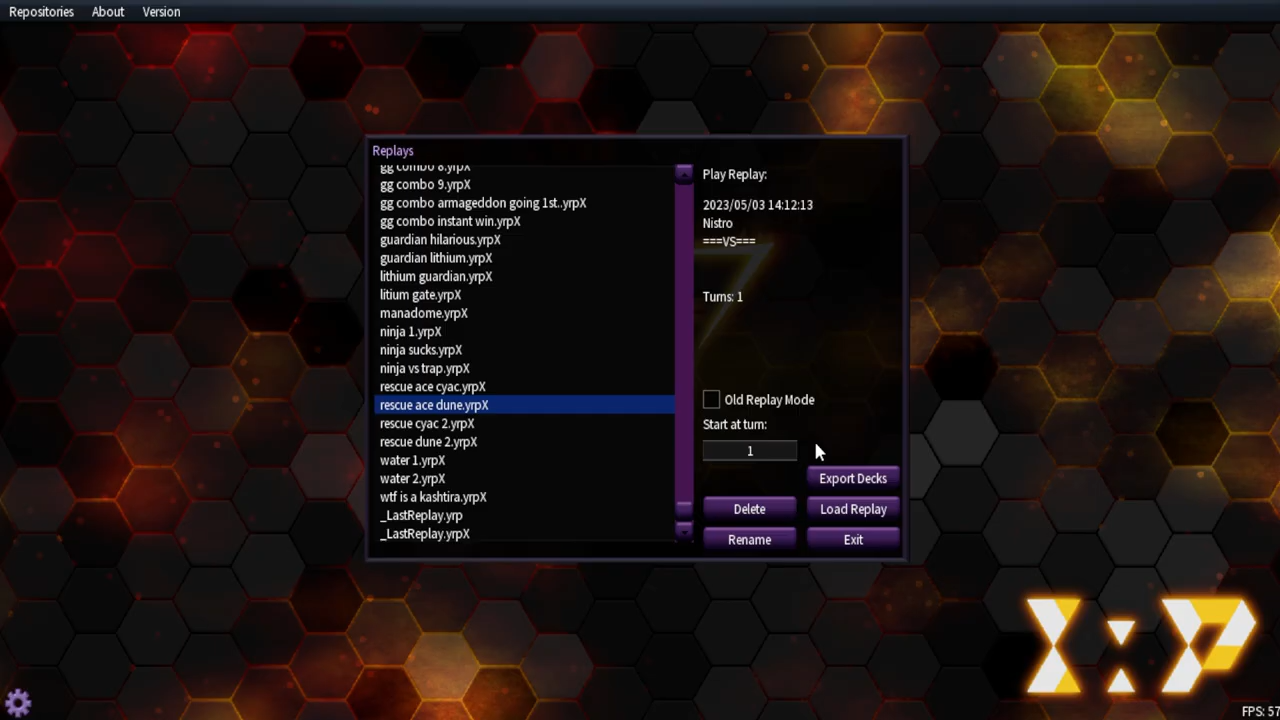 Repositories About Version
Replays
gg combo 8.yrpX
gg combo 9.yrpX
gg combo armageddon going 1st..yrpX
gg combo instant win.yrpX
guardian hilarious.yrpX
guardian lithium.yrpX
lithium guardian.yrpX
litium gate.yrpX
manadome.yrpX
ninja 1.yrpX
ninja sucks.yrpX
ninja vs trap.yrpX
rescue ace cyac.yrpX
rescue ace dune.yrpX
rescue cyac 2.yrpX
rescue dune 2.yrpX
water 1.yrpX
water 2.yrpX
wtf is a kashtira.yrpX
_LastReplay.yrp
_LastReplay.yrpX
Play Replay:
2023/05/03 14:12:13
Nistro
===VS===
Turns: 1
Old Replay Mode
Start at turn:
1
Export Decks
Delete Load Replay
Rename Exit
FPS: 57